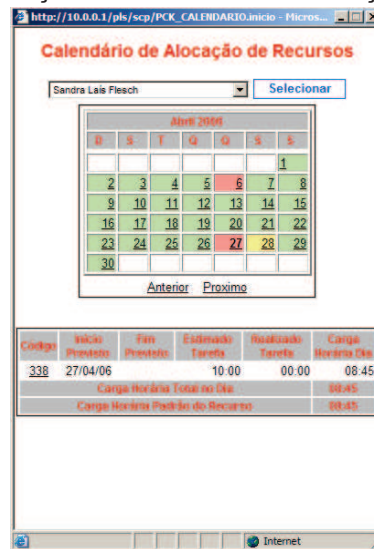 http://10.0.0.1/pls/scp/PCK_CALENDARIO.inicio - Micros...
Calendário de Alocação de Recursos
Sandra Lais Flesch Selecionar
Abril 2006
D S T Q Q S S
1
2 3 4 5 6 7 8
9 10 11 12 13 14 15
16 17 18 19 20 21 22
23 24 25 26 27 28 29
30
Anterior Proximo
Código Início Previsto Fim Previsto Estimado Tarefa Realizado Tarefa Carga Horária Dia
338 27/04/06 10:00 00:00 08:45
Carga Horária Total no Dia 08:45
Carga Horária Padrão do Recurso 08:45
Internet